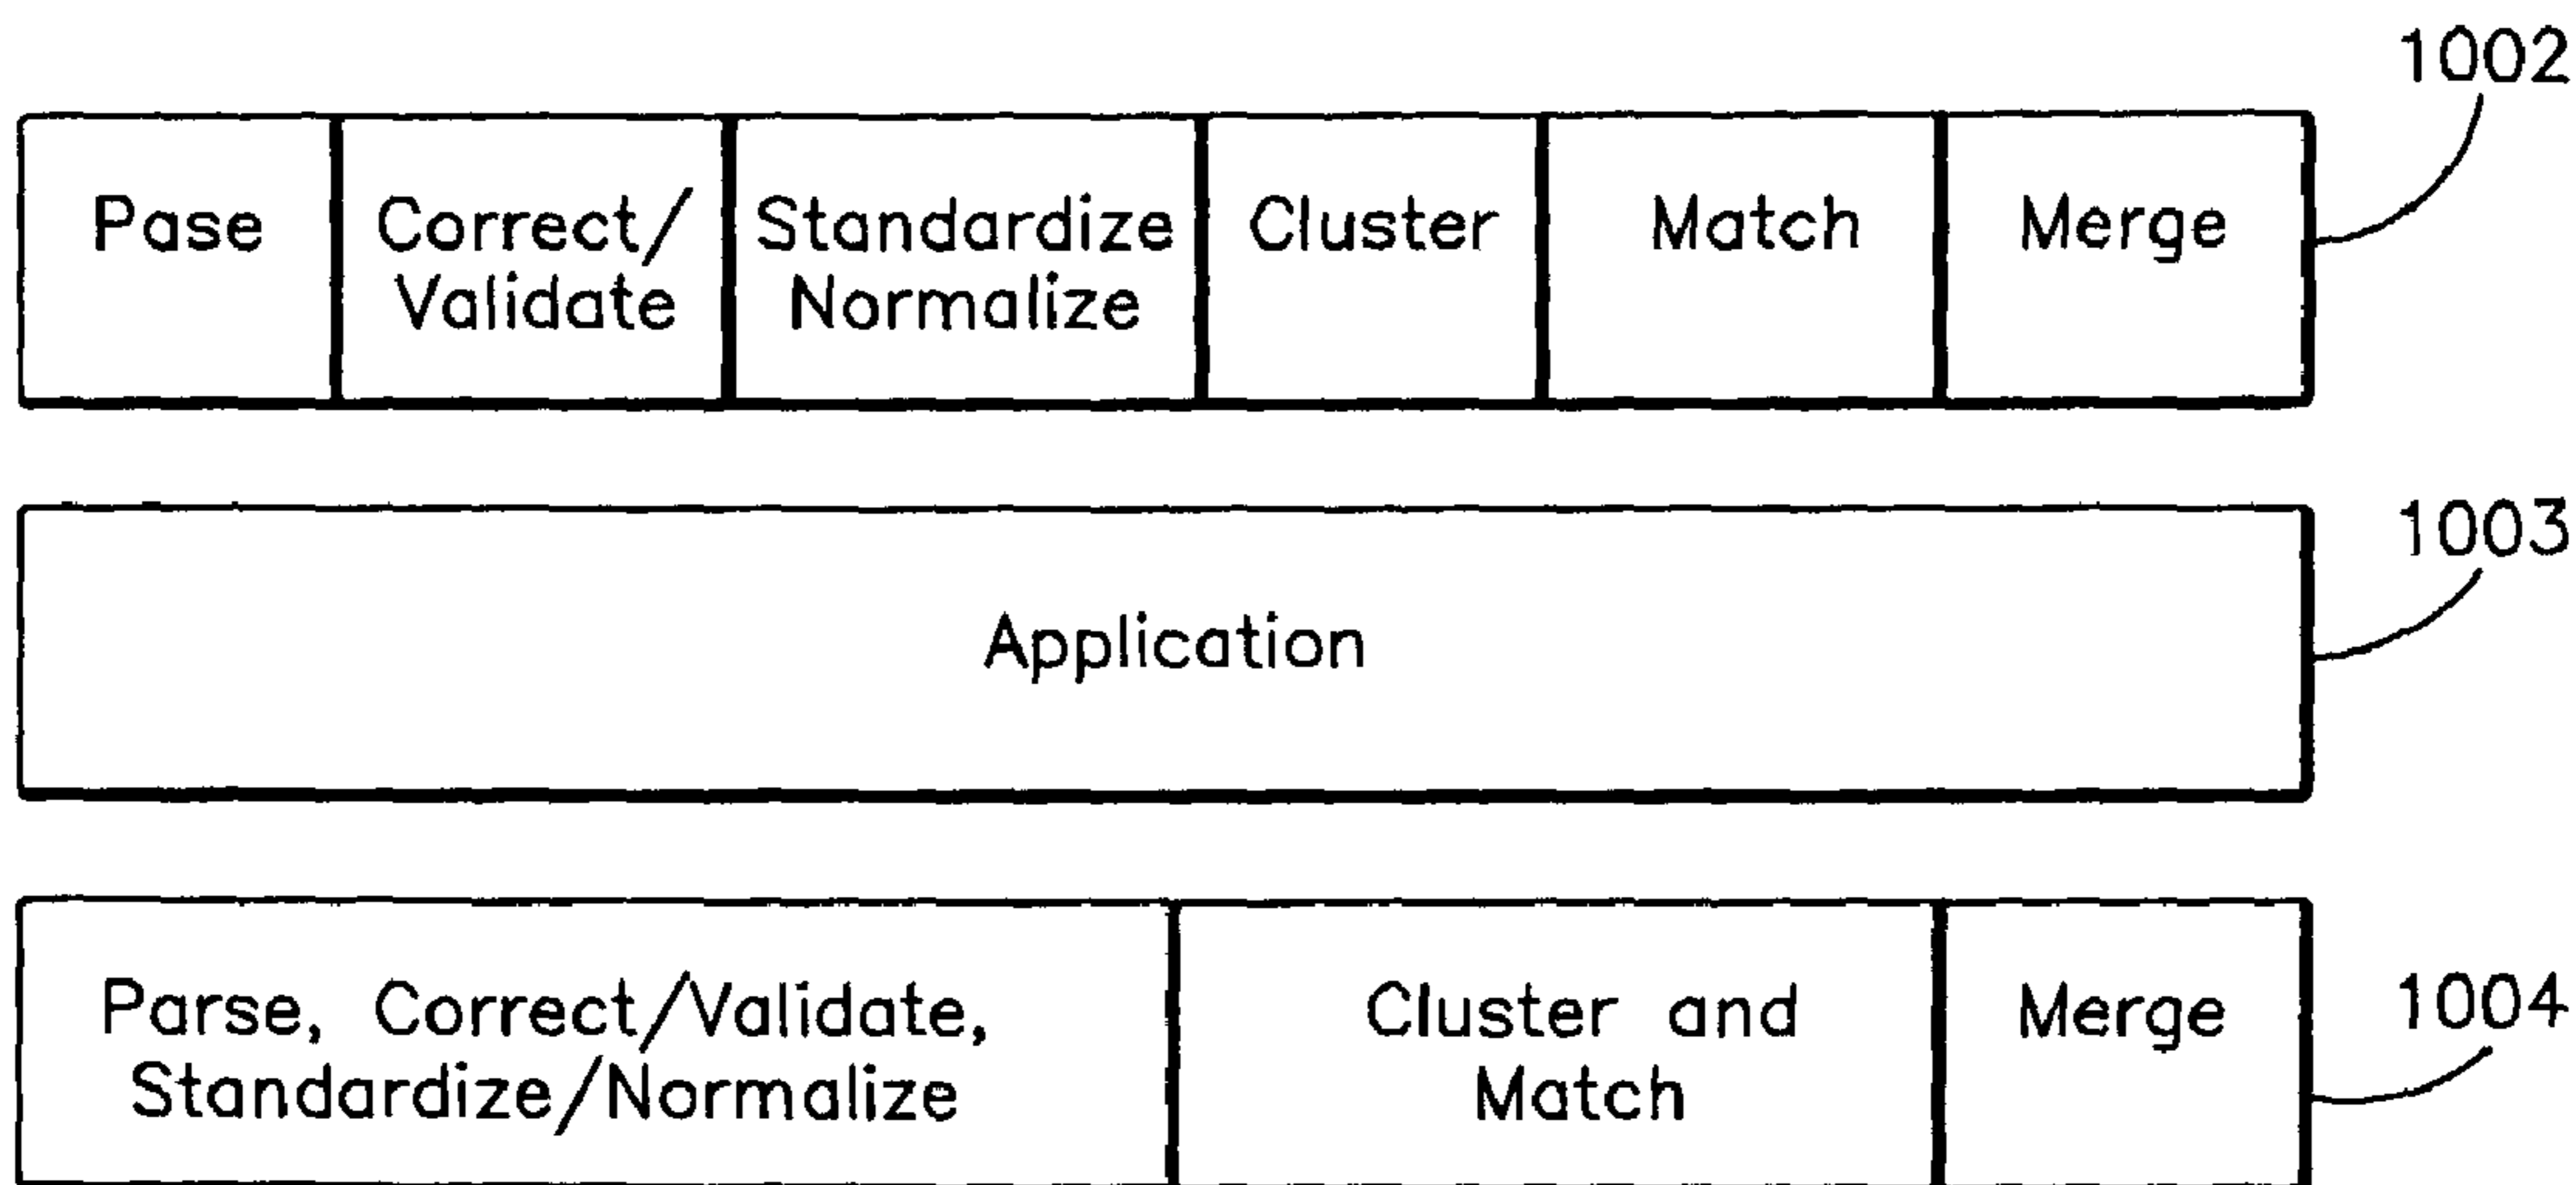 1002
Pase
Correct/
Validate
Standardize
Normalize
Cluster
Match
Merge
1003
Application
Parse, Correct/Validate,
Standardize/Normalize
Cluster and
Match
Merge
1004